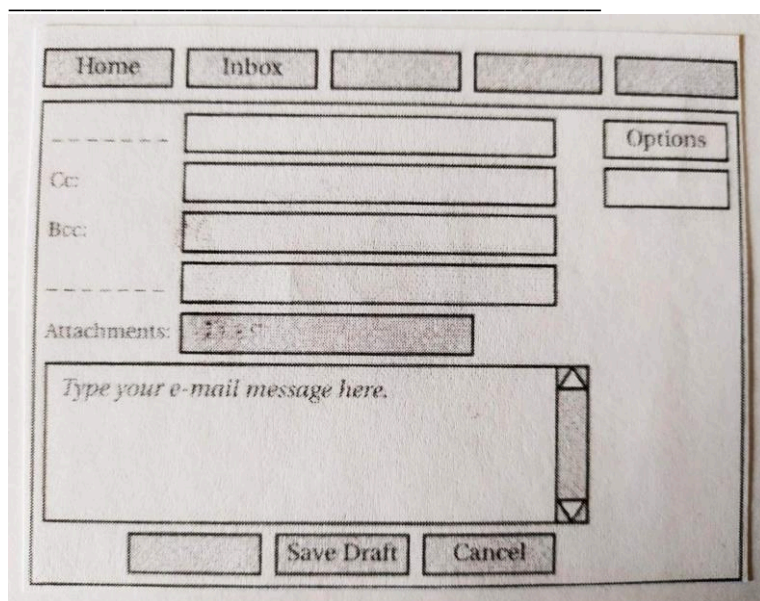 Home Inbox
Options
Cc:
Bcc:
Attachments:
Type your e-mail message here.
Save Draft Cancel